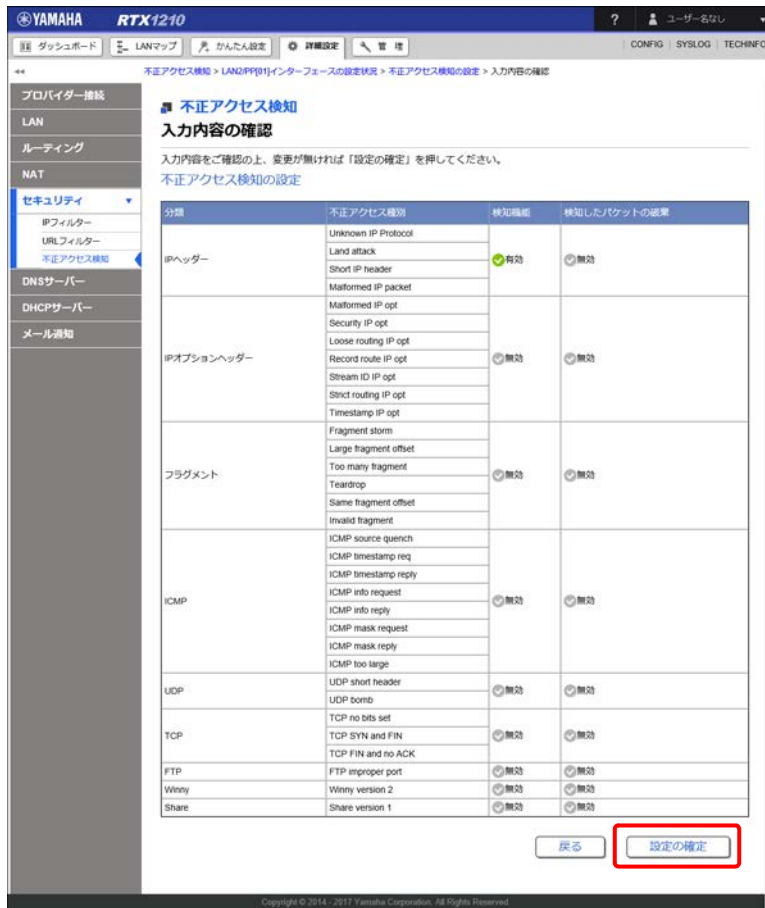 YAMAHA RTX1210 ? ユーザー名なし
ダッシュボード LANマップ かんたん設定 詳細設定 管 理 CONFIG SYSLOG TECHINFO
不正アクセス検知 > LAN2/PP[01]インターフェースの設定状況 > 不正アクセス検知の設定 > 入力内容の確認
プロバイダー接続
LAN
ルーティング
NAT
セキュリティ
IPフィルター
URLフィルター
不正アクセス検知
DNSサーバー
DHCPサーバー
メール通知
不正アクセス検知
入力内容の確認
入力内容をご確認の上、変更が無ければ「設定の確定」を押してください。
不正アクセス検知の設定
分類 不正アクセス種別 検知機能 検知したパケットの破棄
IPヘッダー 有効 無効
Unknown IP Protocol
Land attack
Short IP header
Malformed IP packet
IPオプションヘッダー 無効 無効
Malformed IP opt
Security IP opt
Loose routing IP opt
Record route IP opt
Stream ID IP opt
Strict routing IP opt
Timestamp IP opt
フラグメント 無効 無効
Fragment storm
Large fragment offset
Too many fragment
Teardrop
Same fragment offset
Invalid fragment
ICMP 無効 無効
ICMP source quench
ICMP timestamp req
ICMP timestamp reply
ICMP info request
ICMP info reply
ICMP mask request
ICMP mask reply
ICMP too large
UDP 無効 無効
UDP short header
UDP bomb
TCP 無効 無効
TCP no bits set
TCP SYN and FIN
TCP FIN and no ACK
FTP FTP improper port 無効 無効
Winny Winny version 2 無効 無効
Share Share version 1 無効 無効
戻る 設定の確定
Copyright © 2014 - 2017 Yamaha Corporation. All Rights Reserved.